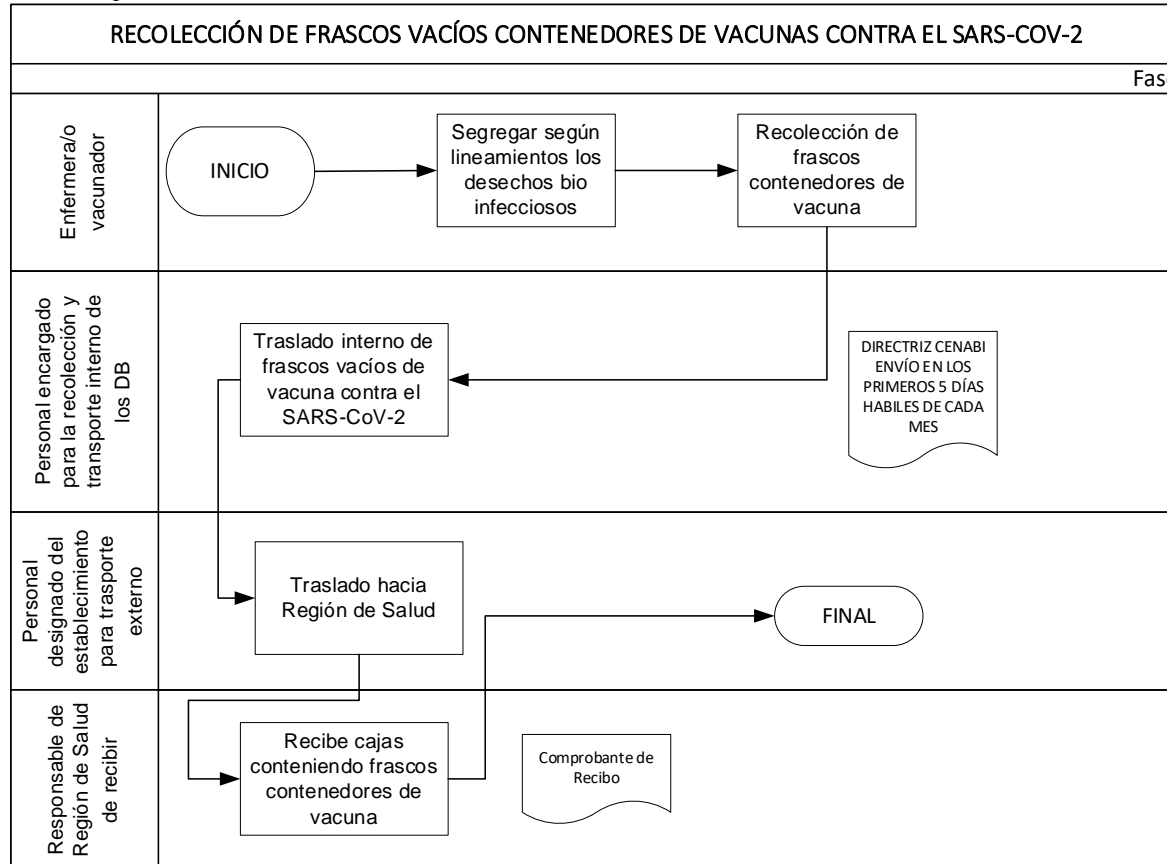 RECOLECCIÓN DE FRASCOS VACÍOS CONTENEDORES DE VACUNAS CONTRA EL SARS-COV-2
Enfermera/o
vacunador
INICIO
Segregar según
lineamientos los
desechos bio
infecciosos
Recolección de
frascos
contenedores de
vacuna
Personal encargado
para la recolección y
transporte interno de
los DB
Traslado interno de
frascos vacíos de
vacuna contra el
SARS-CoV-2
DIRECTRIZ CENABI
ENVÍO EN LOS
PRIMEROS 5 DÍAS
HABILES DE CADA
MES
Personal
designado del
establecimiento
para trasporte
externo
Traslado hacia
Región de Salud
FINAL
Responsable de
Región de Salud
de recibir
Recibe cajas
conteniendo frascos
contenedores de
vacuna
Comprobante de
Recibo